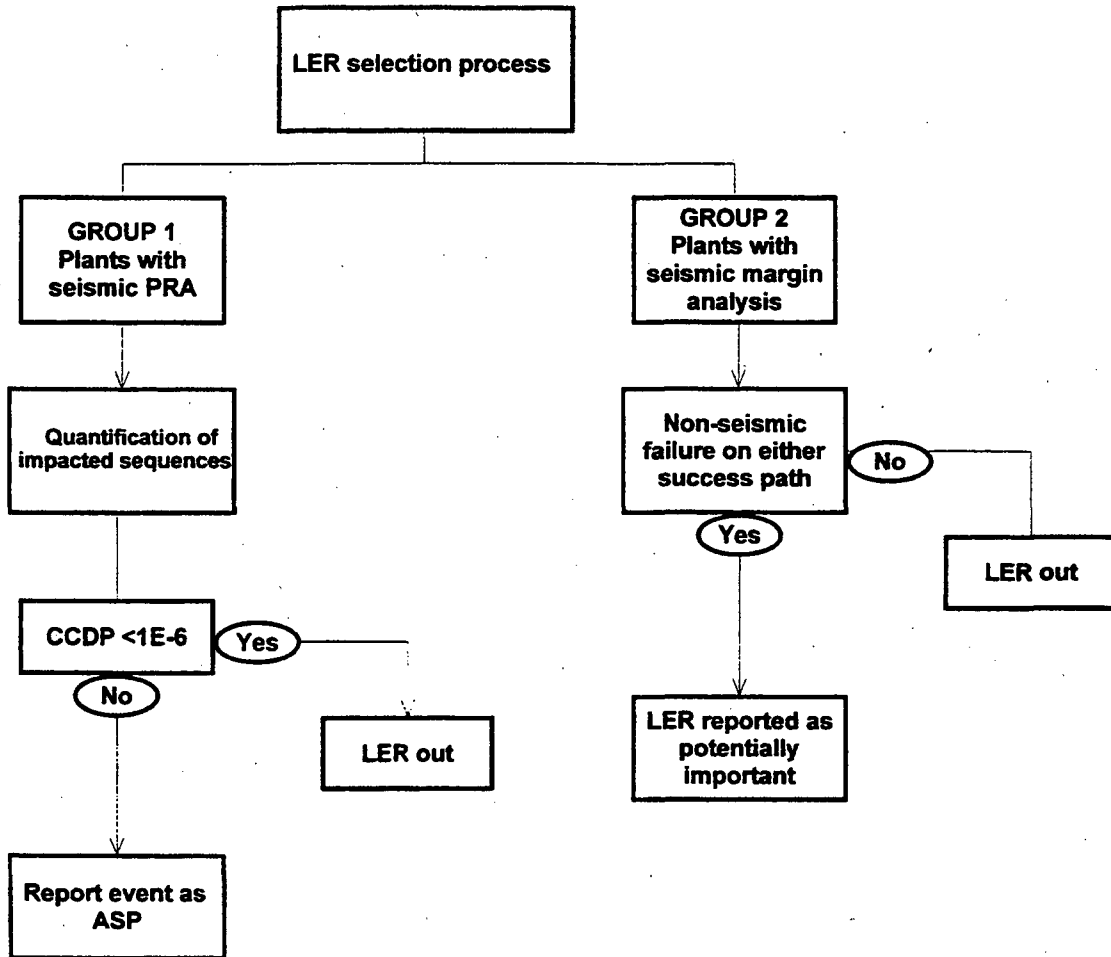 LER selection process
GROUP 1
Plants with
seismic PRA
GROUP 2
Plants with
seismic margin
analysis
Quantification of
impacted sequences
Non-seismic
failure on either
success path
No
Yes
LER out
CCDP <1E-6
Yes
No
LER out
LER reported as
potentially
important
Report event as
ASP